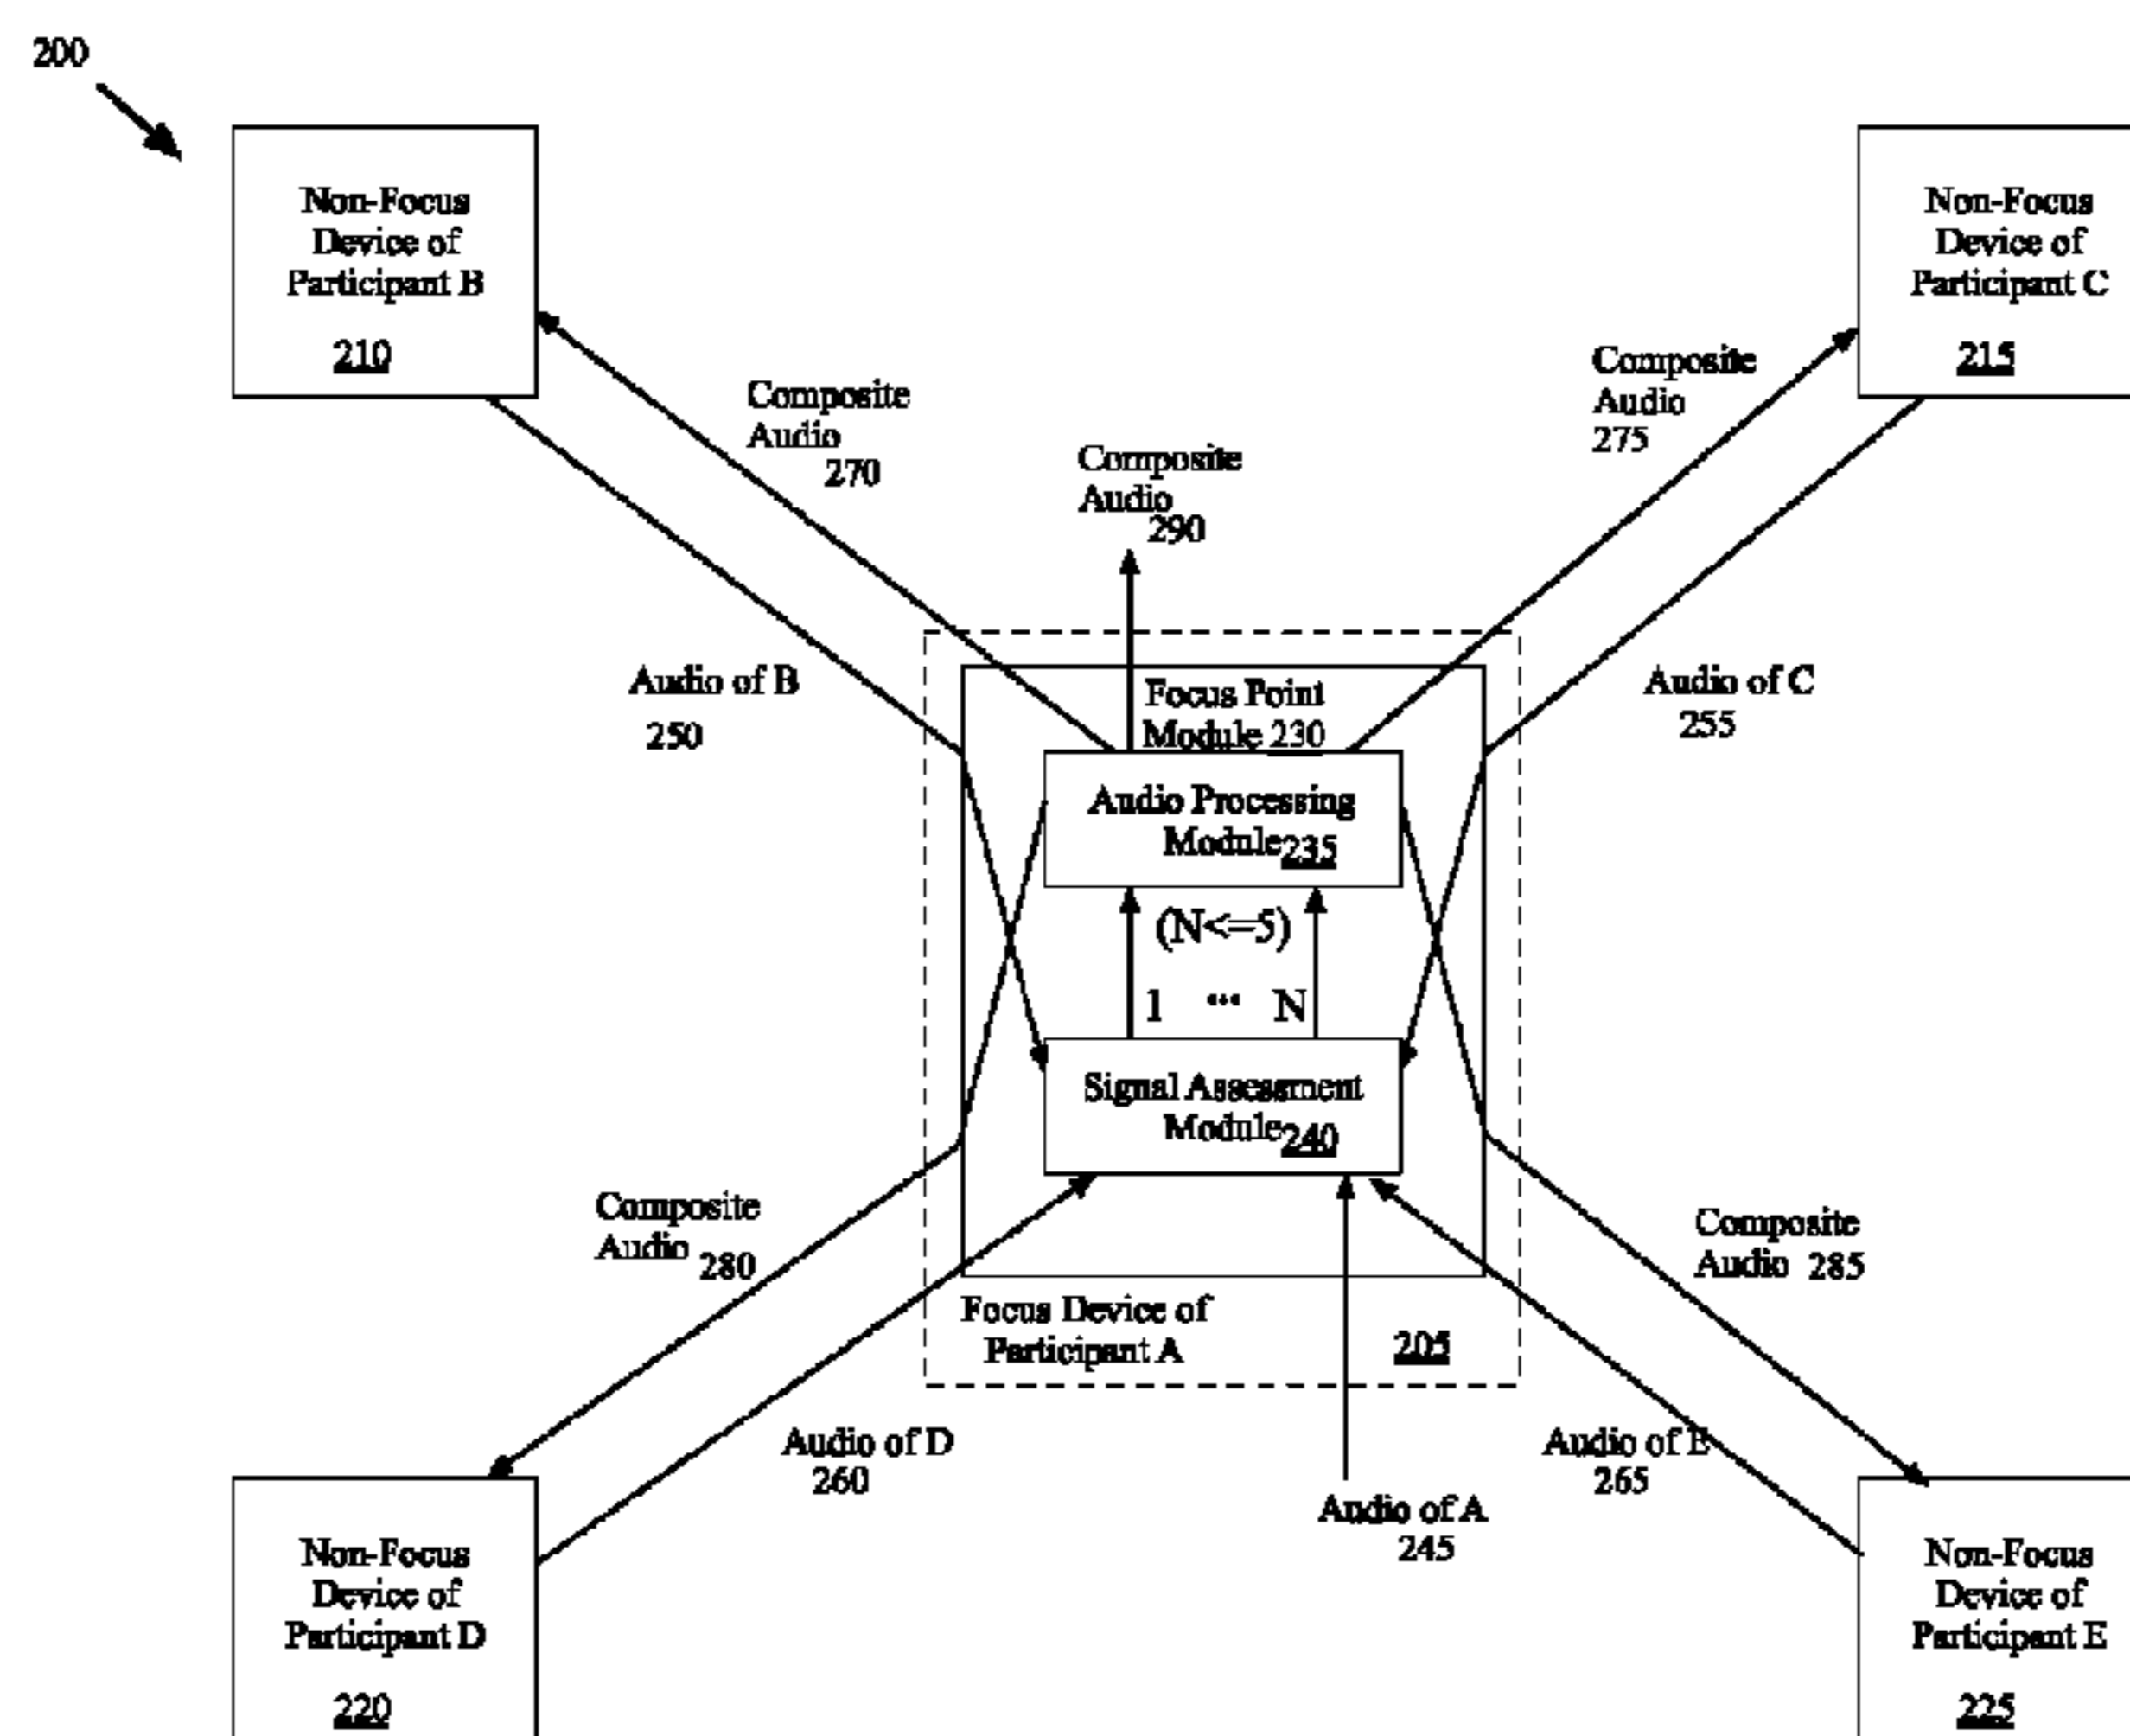 200
Non-Focus
Device of
Participant B
210
Non-Focus
Device of
Participant C
215
Composite
Audio
270
Composite
Audio
290
Composite
Audio
275
Audio of B
250
Audio of C
255
Focus Point
Module 230
Audio Processing
Module 235
(N<=5)
1 ... N
Signal Assessment
Module 240
Composite
Audio 280
Composite
Audio 285
Focus Device of
Participant A
205
Audio of D
260
Audio of A
245
Audio of E
265
Non-Focus
Device of
Participant D
220
Non-Focus
Device of
Participant E
225